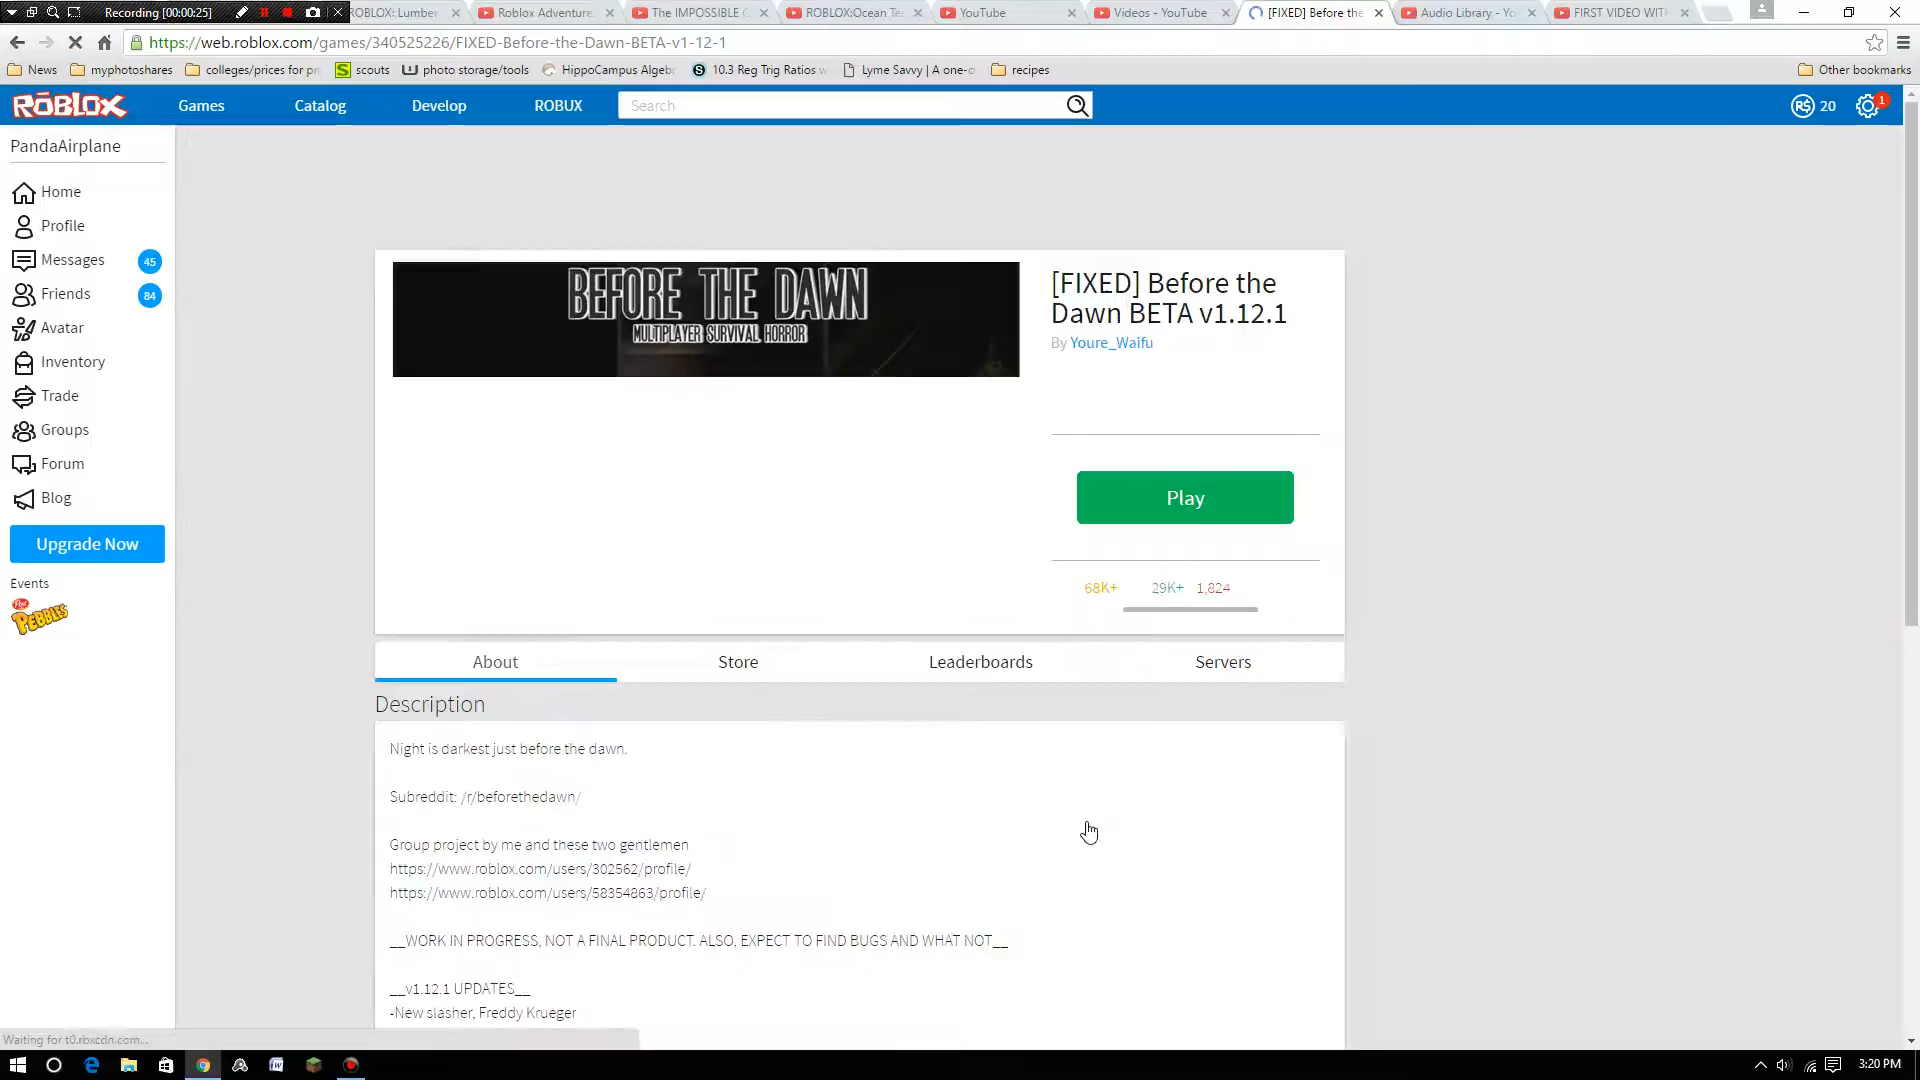 Recording [00:00:25]
ROBLOX: Lumbe
Roblox Adventure
The IMPOSSIBLE
ROBLOX:Ocean Te
YouTube
Videos - YouTube
[FIXED] Before the
Audio Library - Yo
FIRST VIDEO WIT
https://web.roblox.com/games/340525226/FIXED-Before-the-Dawn-BETA-v1-12-1
News
myphotoshares
colleges/prices for p
scouts
photo storage/tools
HippoCampus Algeb
10.3 Reg Trig Ratios
Lyme Savvy | A one-
recipes
Other bookmarks
ROBLOX
Games
Catalog
Develop
ROBUX
Search
R$ 20
1
PandaAirplane
Home
Profile
Messages 45
Friends 84
Avatar
Inventory
Trade
Groups
Forum
Blog
Upgrade Now
Events
Post PEBBLES
BEFORE THE DAWN
MULTIPLAYER SURVIVAL HORROR
[FIXED] Before the
Dawn BETA v1.12.1
By Youre_Waifu
Play
68K+ 29K+ 1,824
About
Store
Leaderboards
Servers
Description
Night is darkest just before the dawn.
Subreddit: /r/beforethedawn/
Group project by me and these two gentlemen
https://www.roblox.com/users/302562/profile/
https://www.roblox.com/users/58354863/profile/
__WORK IN PROGRESS, NOT A FINAL PRODUCT. ALSO, EXPECT TO FIND BUGS AND WHAT NOT__
__v1.12.1 UPDATES__
-New slasher, Freddy Krueger
Waiting for t0.rbxcdn.com...
3:20 PM